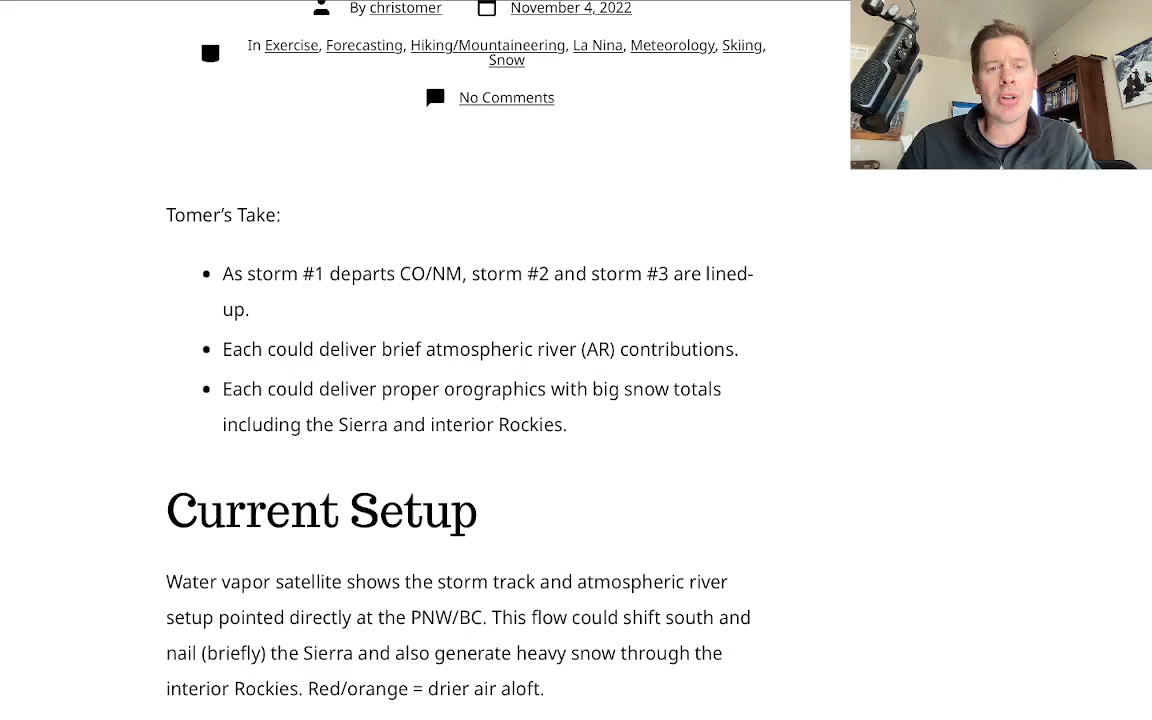 By christomer
November 4, 2022
In Exercise, Forecasting, Hiking/Mountaineering, La Nina, Meteorology, Skiing,
Snow
No Comments
Tomer’s Take:
• As storm #1 departs CO/NM, storm #2 and storm #3 are lined-
up.
• Each could deliver brief atmospheric river (AR) contributions.
• Each could deliver proper orographics with big snow totals
including the Sierra and interior Rockies.
Current Setup
Water vapor satellite shows the storm track and atmospheric river
setup pointed directly at the PNW/BC. This flow could shift south and
nail (briefly) the Sierra and also generate heavy snow through the
interior Rockies. Red/orange = drier air aloft.